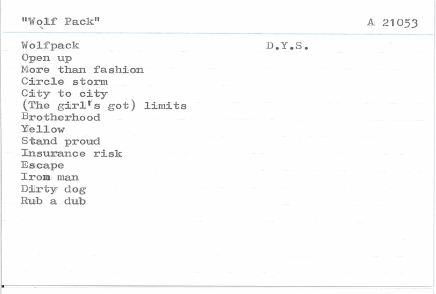 "Wolf Pack" A 21053
Wolfpack D.Y.S.
Open up
More than fashion
Circle storm
City to city
(The girl's got) limits
Brotherhood
Yellow
Stand proud
Insurance risk
Escape
Iron man
Dirty dog
Rub a dub